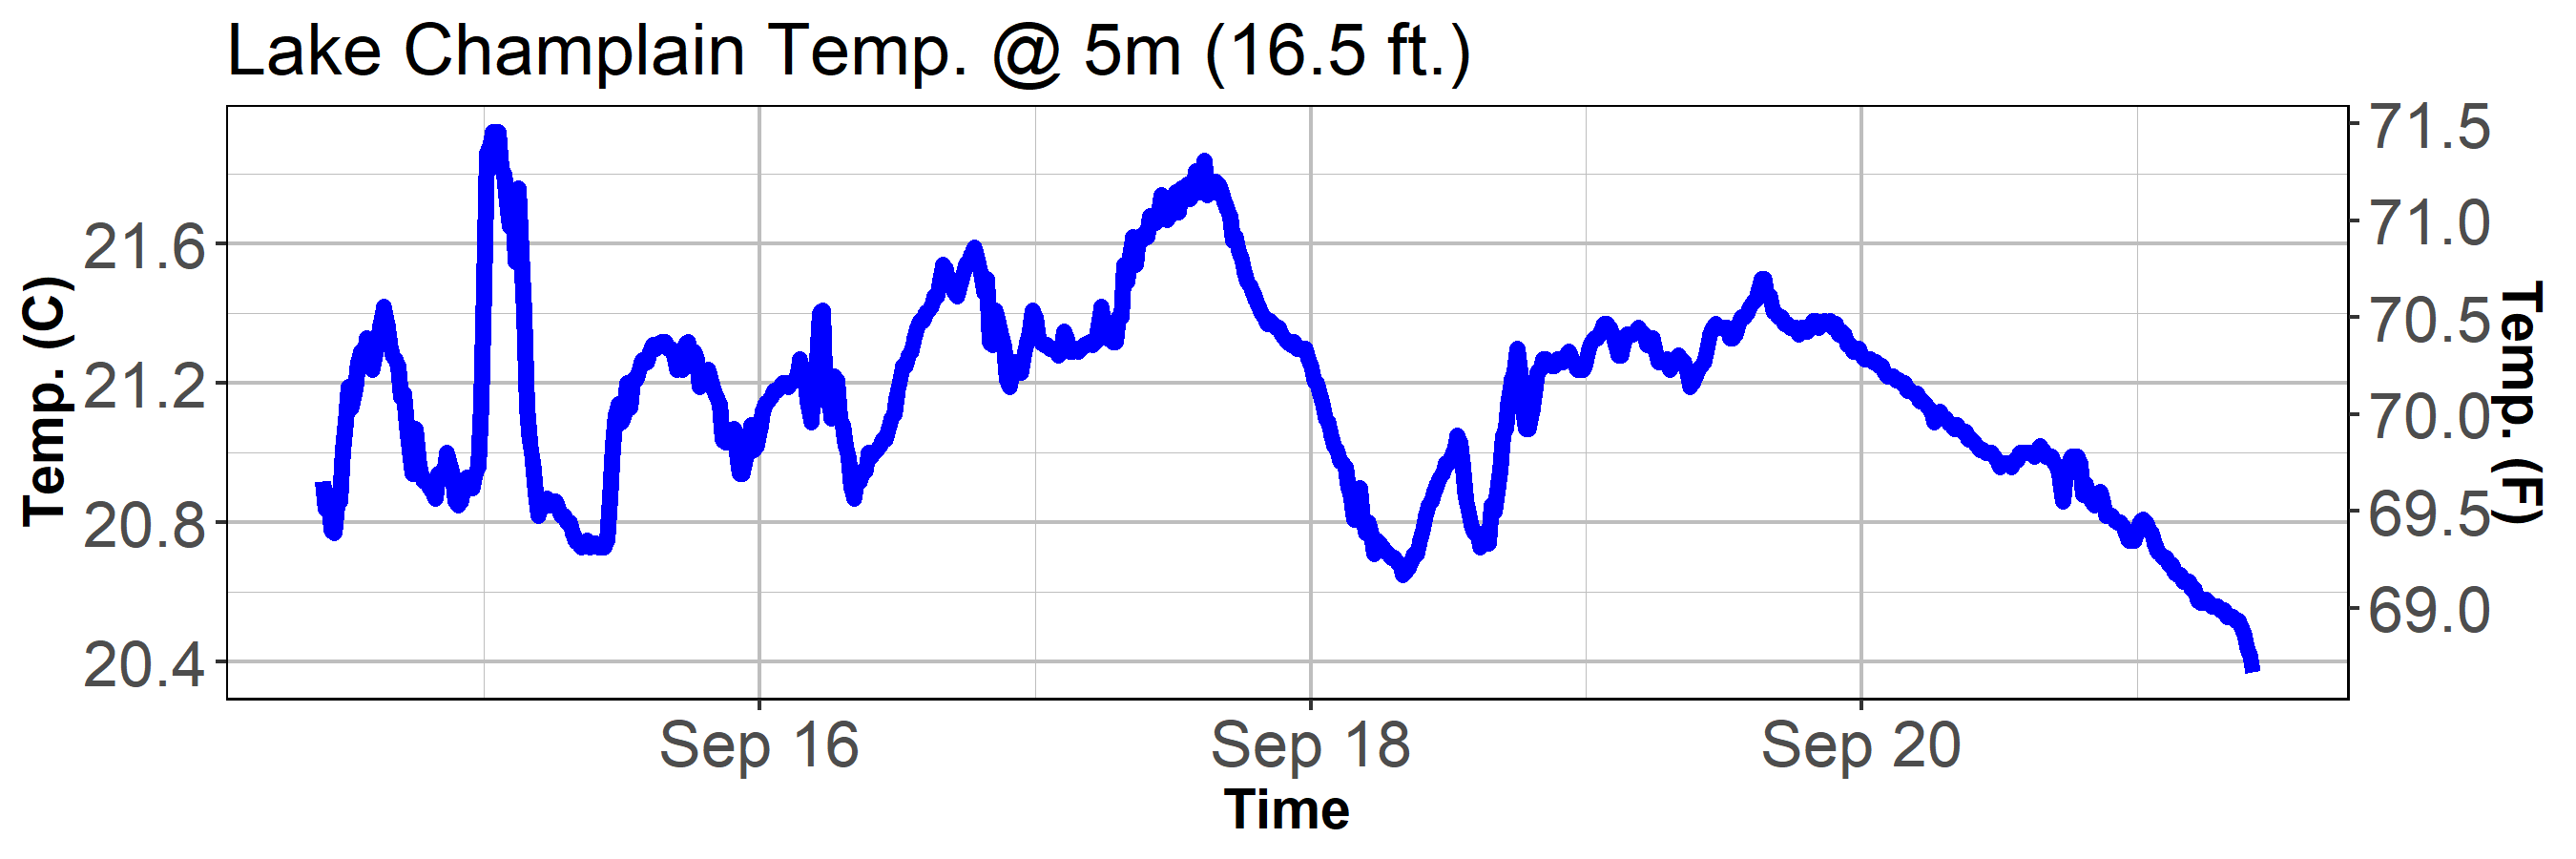 Lake Champlain Temp. @ 5m (16.5 ft.)
Temp. (C)
21.6
21.2
20.8
20.4
71.5
71.0
70.5
70.0
69.5
69.0
Temp. (F)
Sep 16
Sep 18
Sep 20
Time